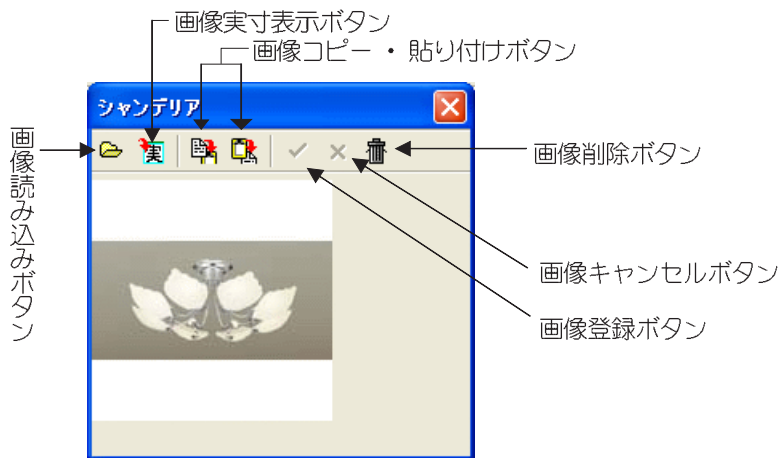 画像実寸表示ボタン
画像コピー ・ 貼り付けボタン
シャンデリア
実
画像読み込みボタン
画像削除ボタン
画像キャンセルボタン
画像登録ボタン